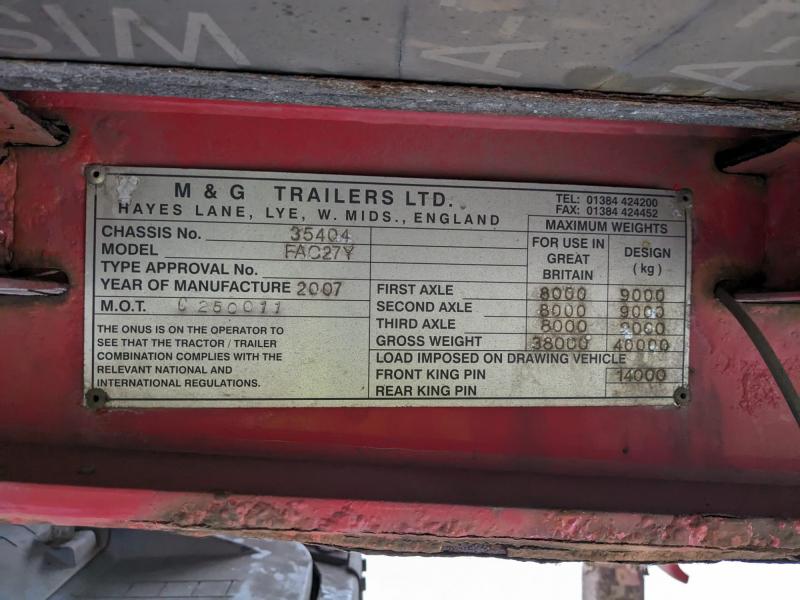 M & G TRAILERS LTD.
HAYES LANE, LYE, W. MIDS., ENGLAND
TEL: 01384 424200
FAX: 01384 424452
CHASSIS No. 35404
MODEL FAC27Y
TYPE APPROVAL No.
YEAR OF MANUFACTURE 2007
M.O.T. C250011
THE ONUS IS ON THE OPERATOR TO
SEE THAT THE TRACTOR / TRAILER
COMBINATION COMPLIES WITH THE
RELEVANT NATIONAL AND
INTERNATIONAL REGULATIONS.
MAXIMUM WEIGHTS
FOR USE IN
GREAT
BRITAIN
DESIGN
(kg)
FIRST AXLE 8000 9000
SECOND AXLE 8000 9000
THIRD AXLE 8000 9000
GROSS WEIGHT 38000 40000
LOAD IMPOSED ON DRAWING VEHICLE
FRONT KING PIN 14000
REAR KING PIN